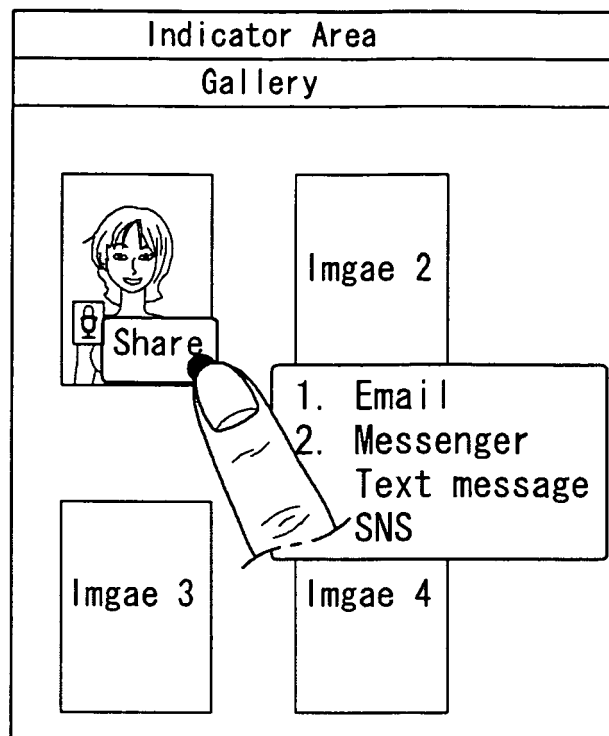 Indicator Area
Gallery
Imgae 2
Share
1. Email
2. Messenger
Text message
SNS
Imgae 3
Imgae 4